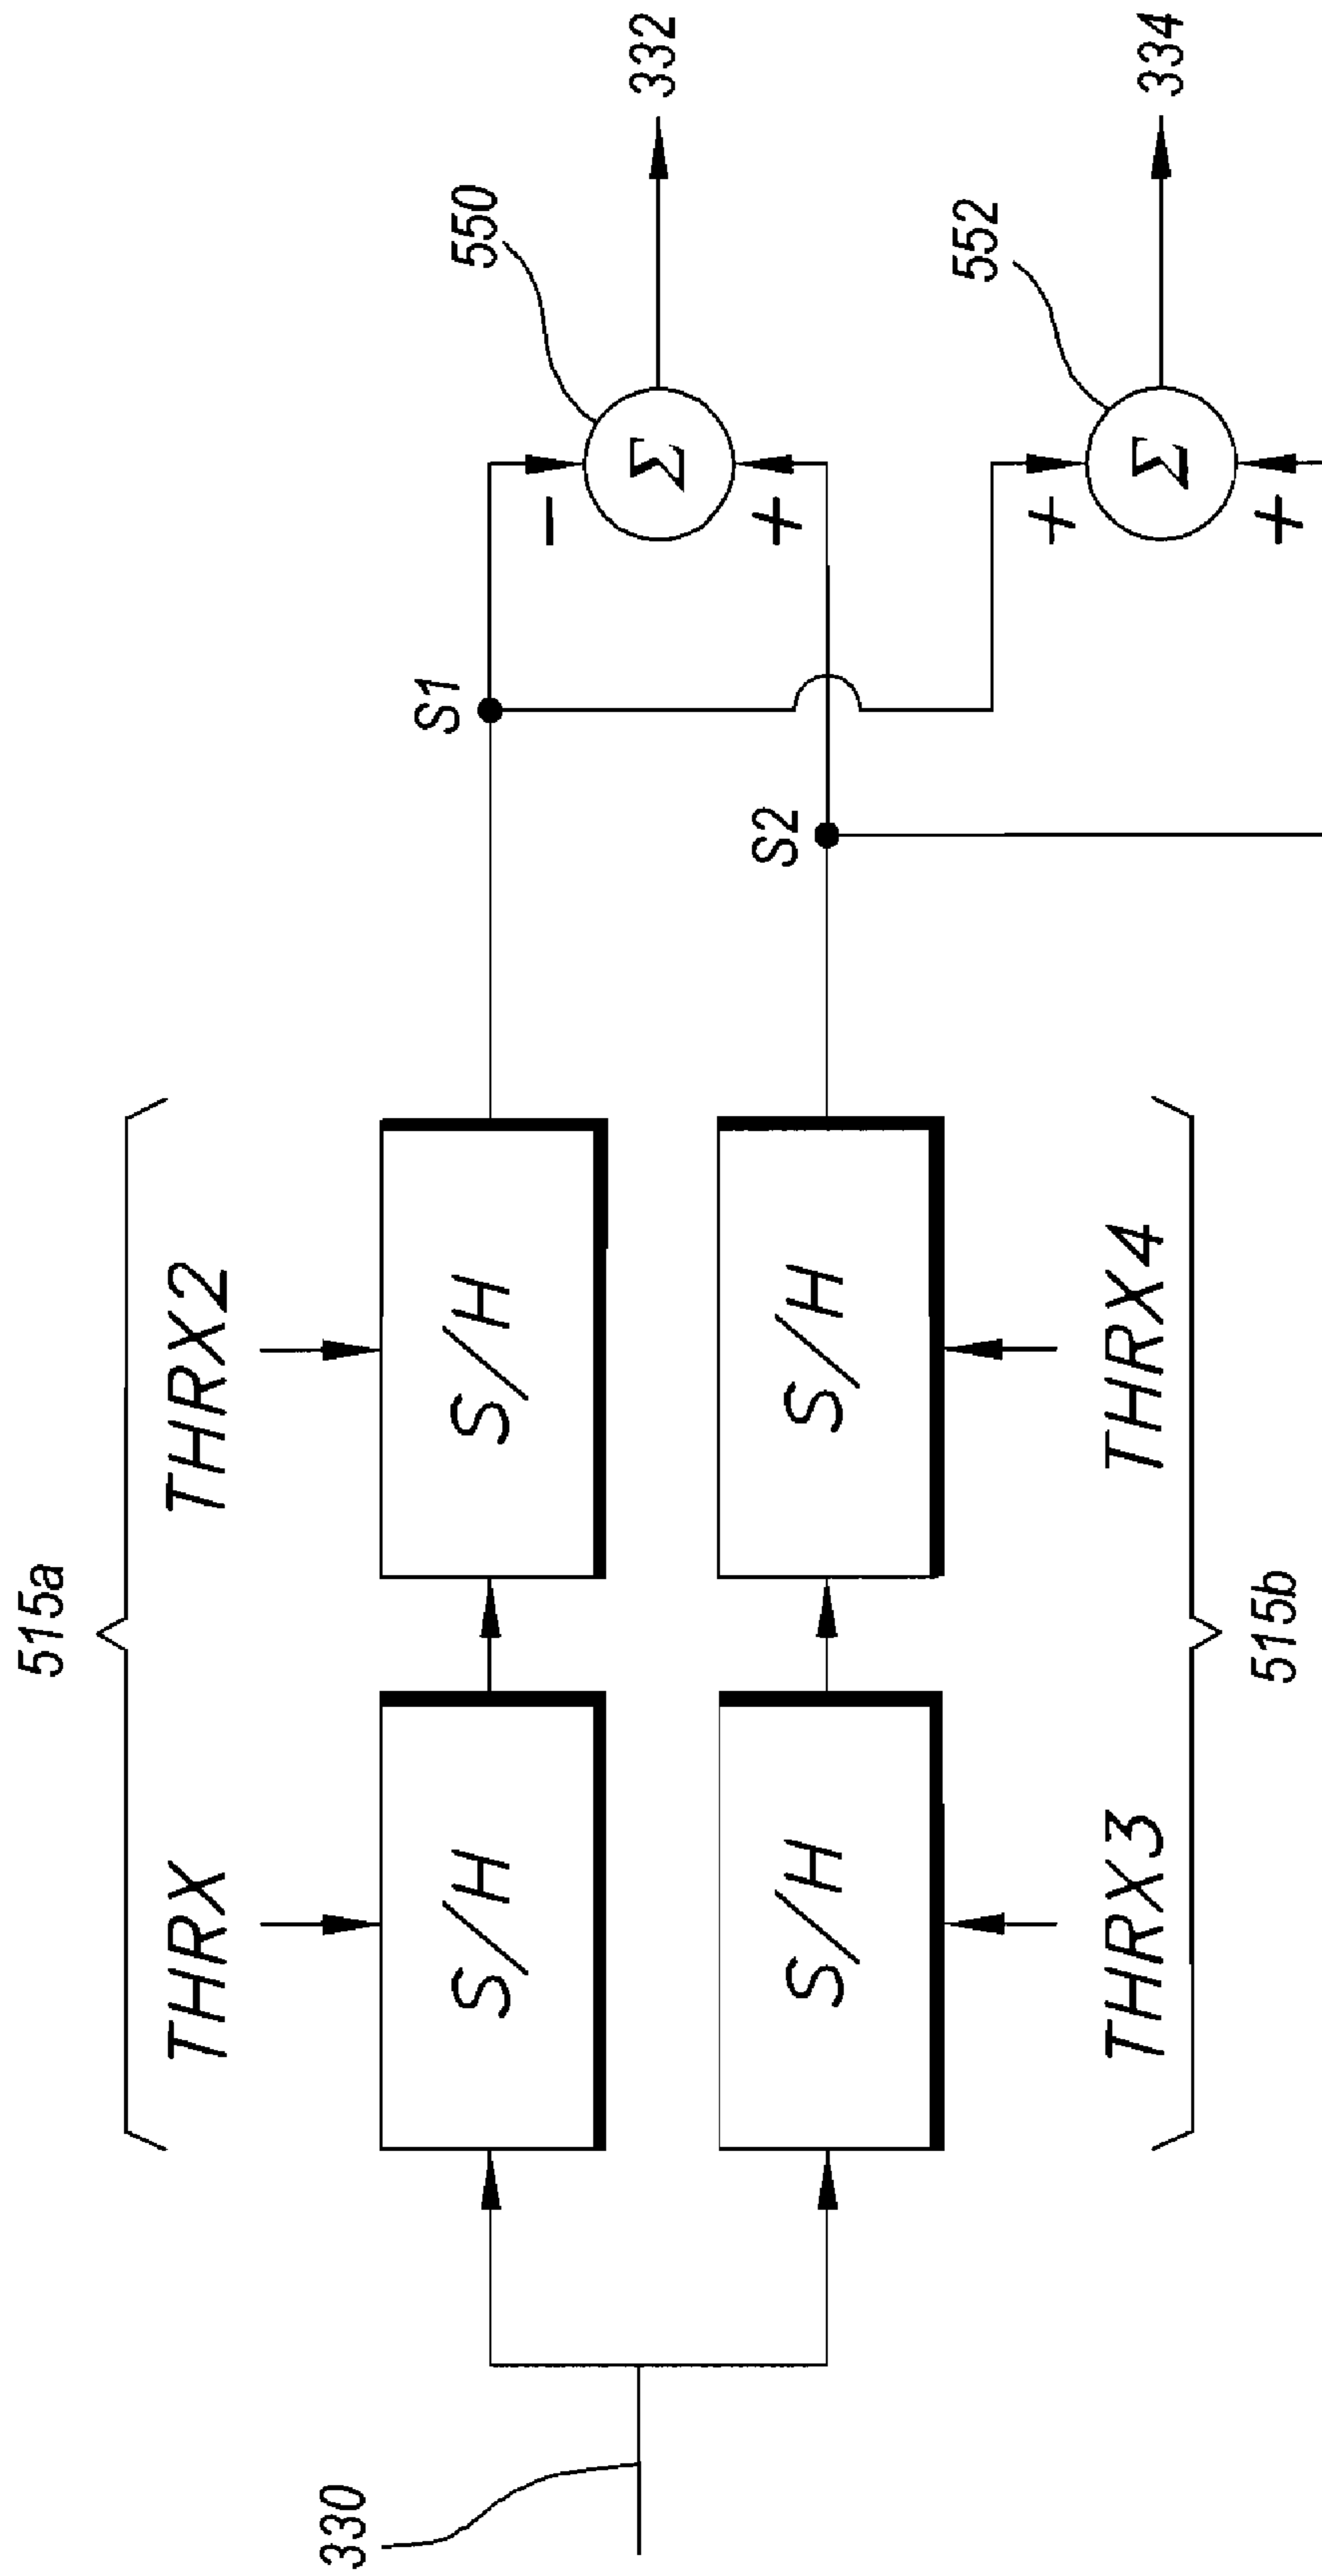 515a
THRX THRX2
330
S/H S/H
S1
550
-
Σ
332
+
S/H S/H
S2
552
+
Σ
334
+
THRX3 THRX4
515b